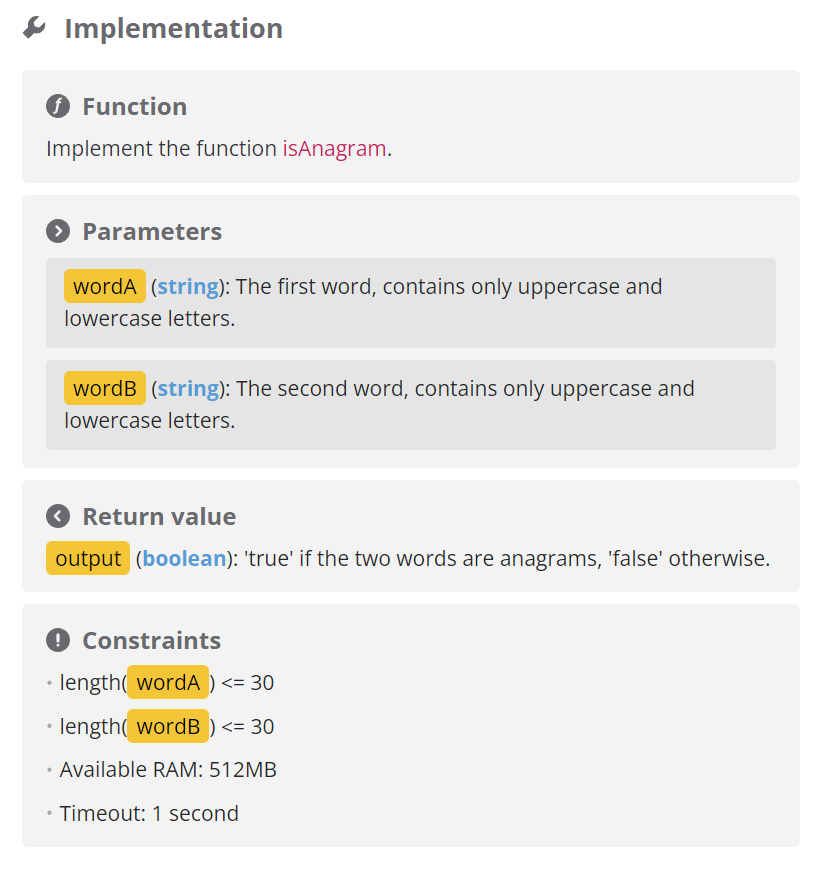 Implementation
Function
Implement the function isAnagram.
Parameters
wordA (string): The first word, contains only uppercase and
lowercase letters.
wordB (string): The second word, contains only uppercase and
lowercase letters.
Return value
output (boolean): 'true' if the two words are anagrams, 'false' otherwise.
Constraints
• length(wordA) <= 30
• length(wordB) <= 30
• Available RAM: 512MB
• Timeout: 1 second